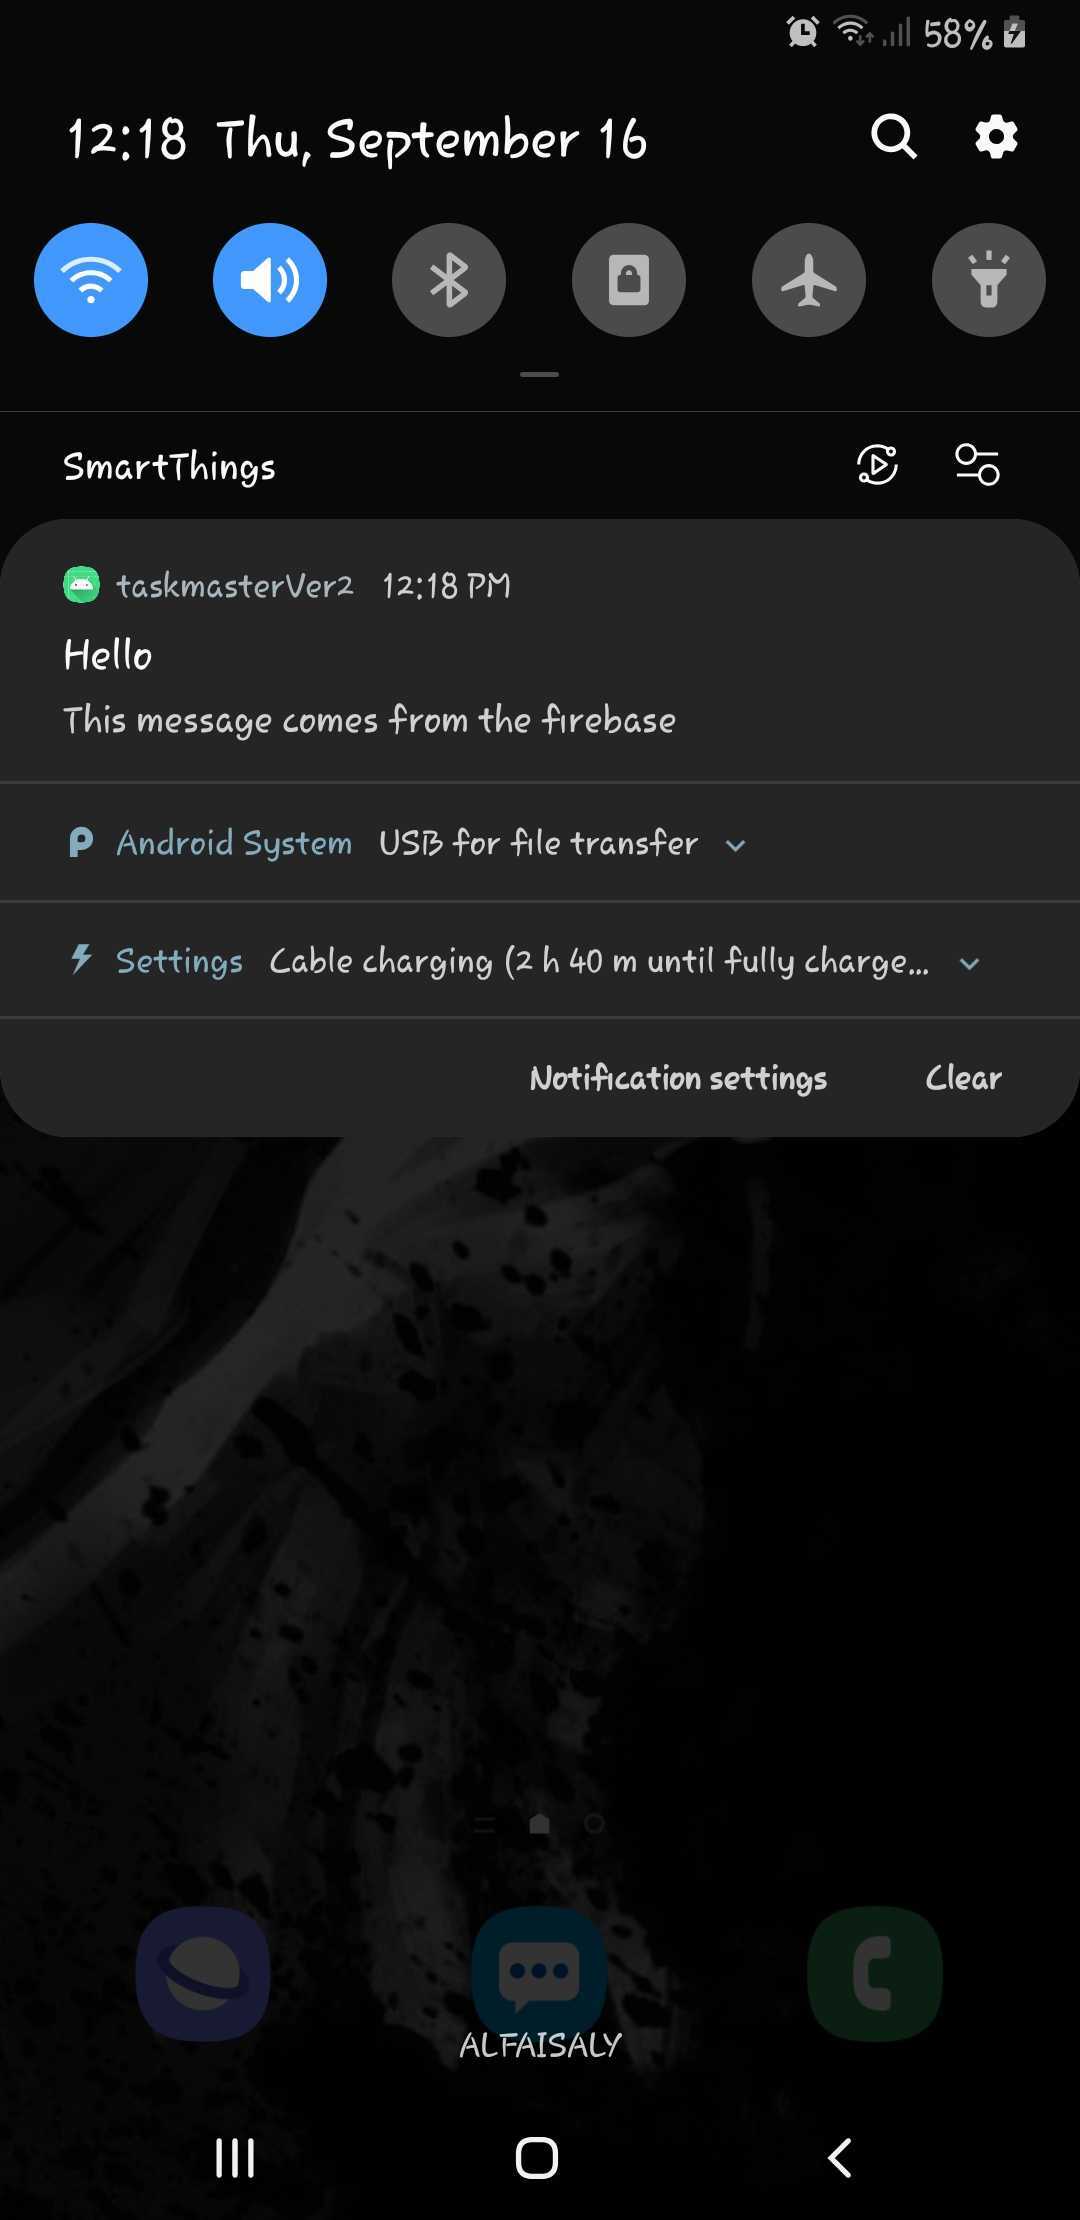 58%
12:18 Thu, September 16
SmartThings
taskmasterVer2 12:18 PM
Hello
This message comes from the firebase
Android System USB for file transfer
Settings Cable charging (2 h 40 m until fully charge...
Notification settings Clear
ALFAISALY